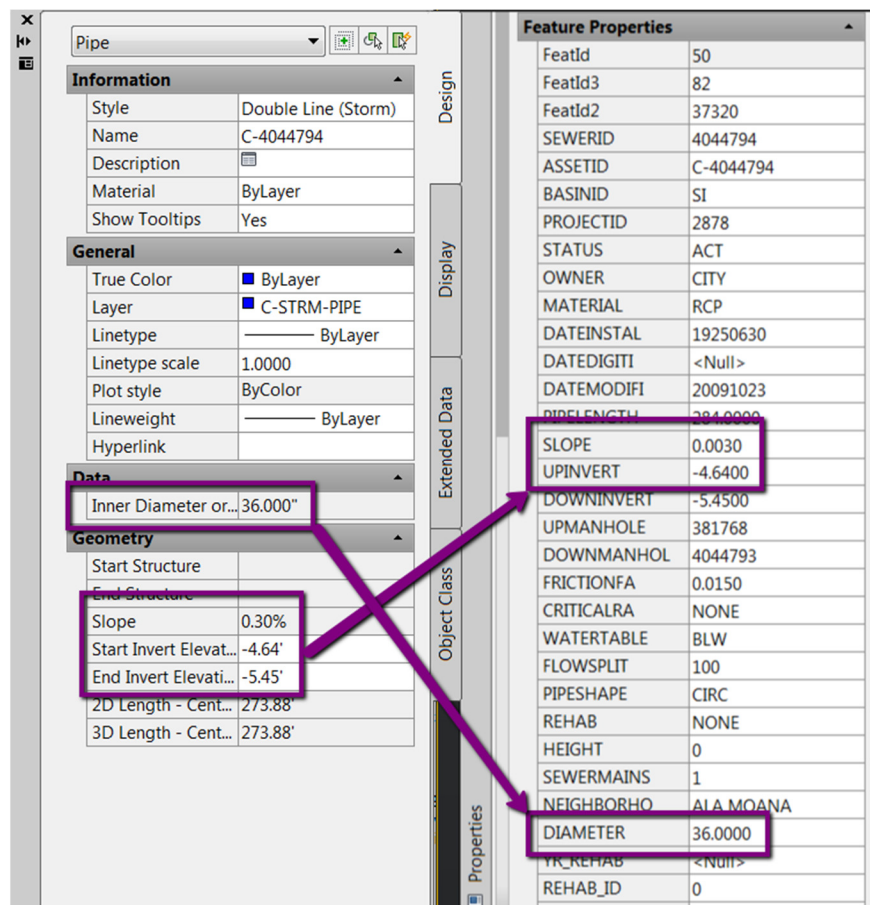 Pipe
Information
Style Double Line (Storm)
Name C-4044794
Description
Material ByLayer
Show Tooltips Yes
General
True Color ByLayer
Layer C-STRM-PIPE
Linetype ByLayer
Linetype scale 1.0000
Plot style ByColor
Lineweight ByLayer
Hyperlink
Data
Inner Diameter or... 36.000"
Geometry
Start Structure
End Structure
Slope 0.30%
Start Invert Elevat... -4.64'
End Invert Elevati... -5.45'
2D Length - Cent... 273.88'
3D Length - Cent... 273.88'
Design
Display
Extended Data
Object Class
Properties
Feature Properties
FeatId 50
FeatId3 82
FeatId2 37320
SEWERID 4044794
ASSETID C-4044794
BASINID SI
PROJECTID 2878
STATUS ACT
OWNER CITY
MATERIAL RCP
DATEINSTAL 19250630
DATEDIGITI <Null>
DATEMODIFI 20091023
PIPELENGTH 284.0000
SLOPE 0.0030
UPINVERT -4.6400
DOWNINVERT -5.4500
UPMANHOLE 381768
DOWNMANHOL 4044793
FRICTIONFA 0.0150
CRITICALRA NONE
WATERTABLE BLW
FLOWSPLIT 100
PIPESHAPE CIRC
REHAB NONE
HEIGHT 0
SEWERMAINS 1
NEIGHBORHO ALA MOANA
DIAMETER 36.0000
YR_REHAB <Null>
REHAB_ID 0